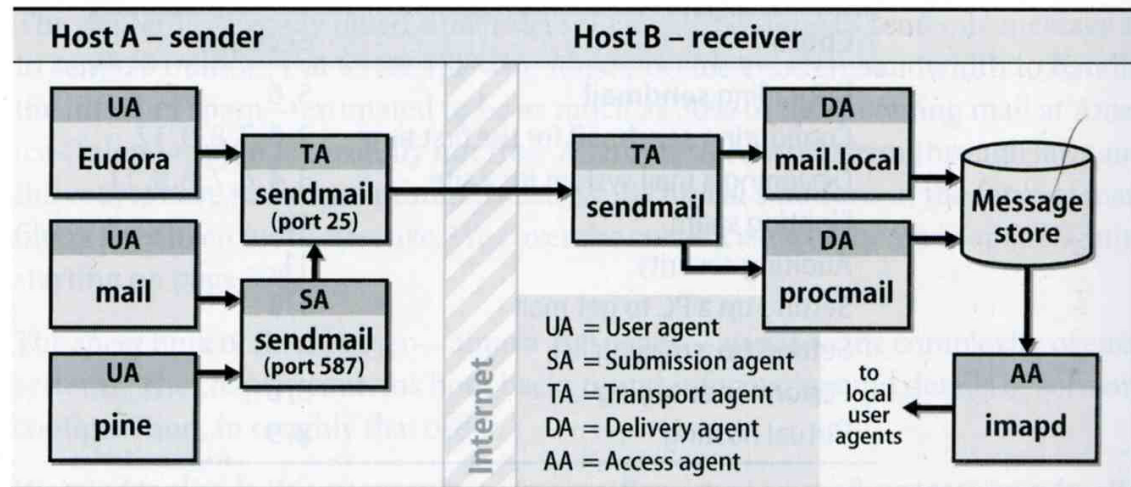 Host A – sender
Host B – receiver
UA
Eudora
UA
mail
UA
pine
TA
sendmail
(port 25)
SA
sendmail
(port 587)
Internet
TA
sendmail
DA
mail.local
DA
procmail
Message
store
AA
imapd
to
local
user
agents
UA = User agent
SA = Submission agent
TA = Transport agent
DA = Delivery agent
AA = Access agent